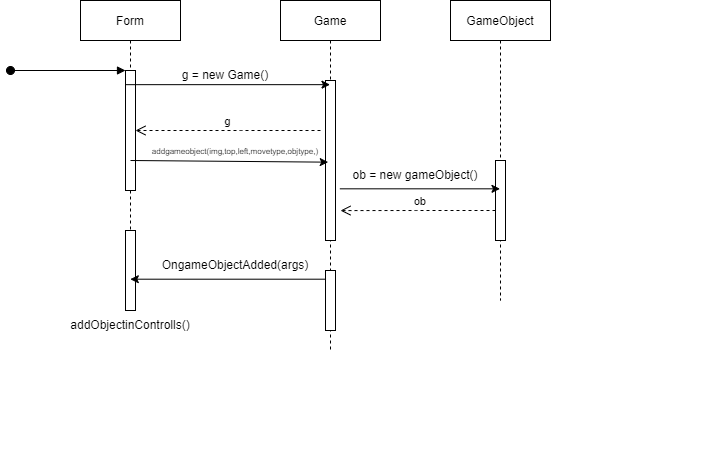 Form
Game
GameObject
g = new Game()
g
addgameobject(img,top,left,movetype,objtype,)
ob = new gameObject()
ob
OngameObjectAdded(args)
addObjectinControlls()